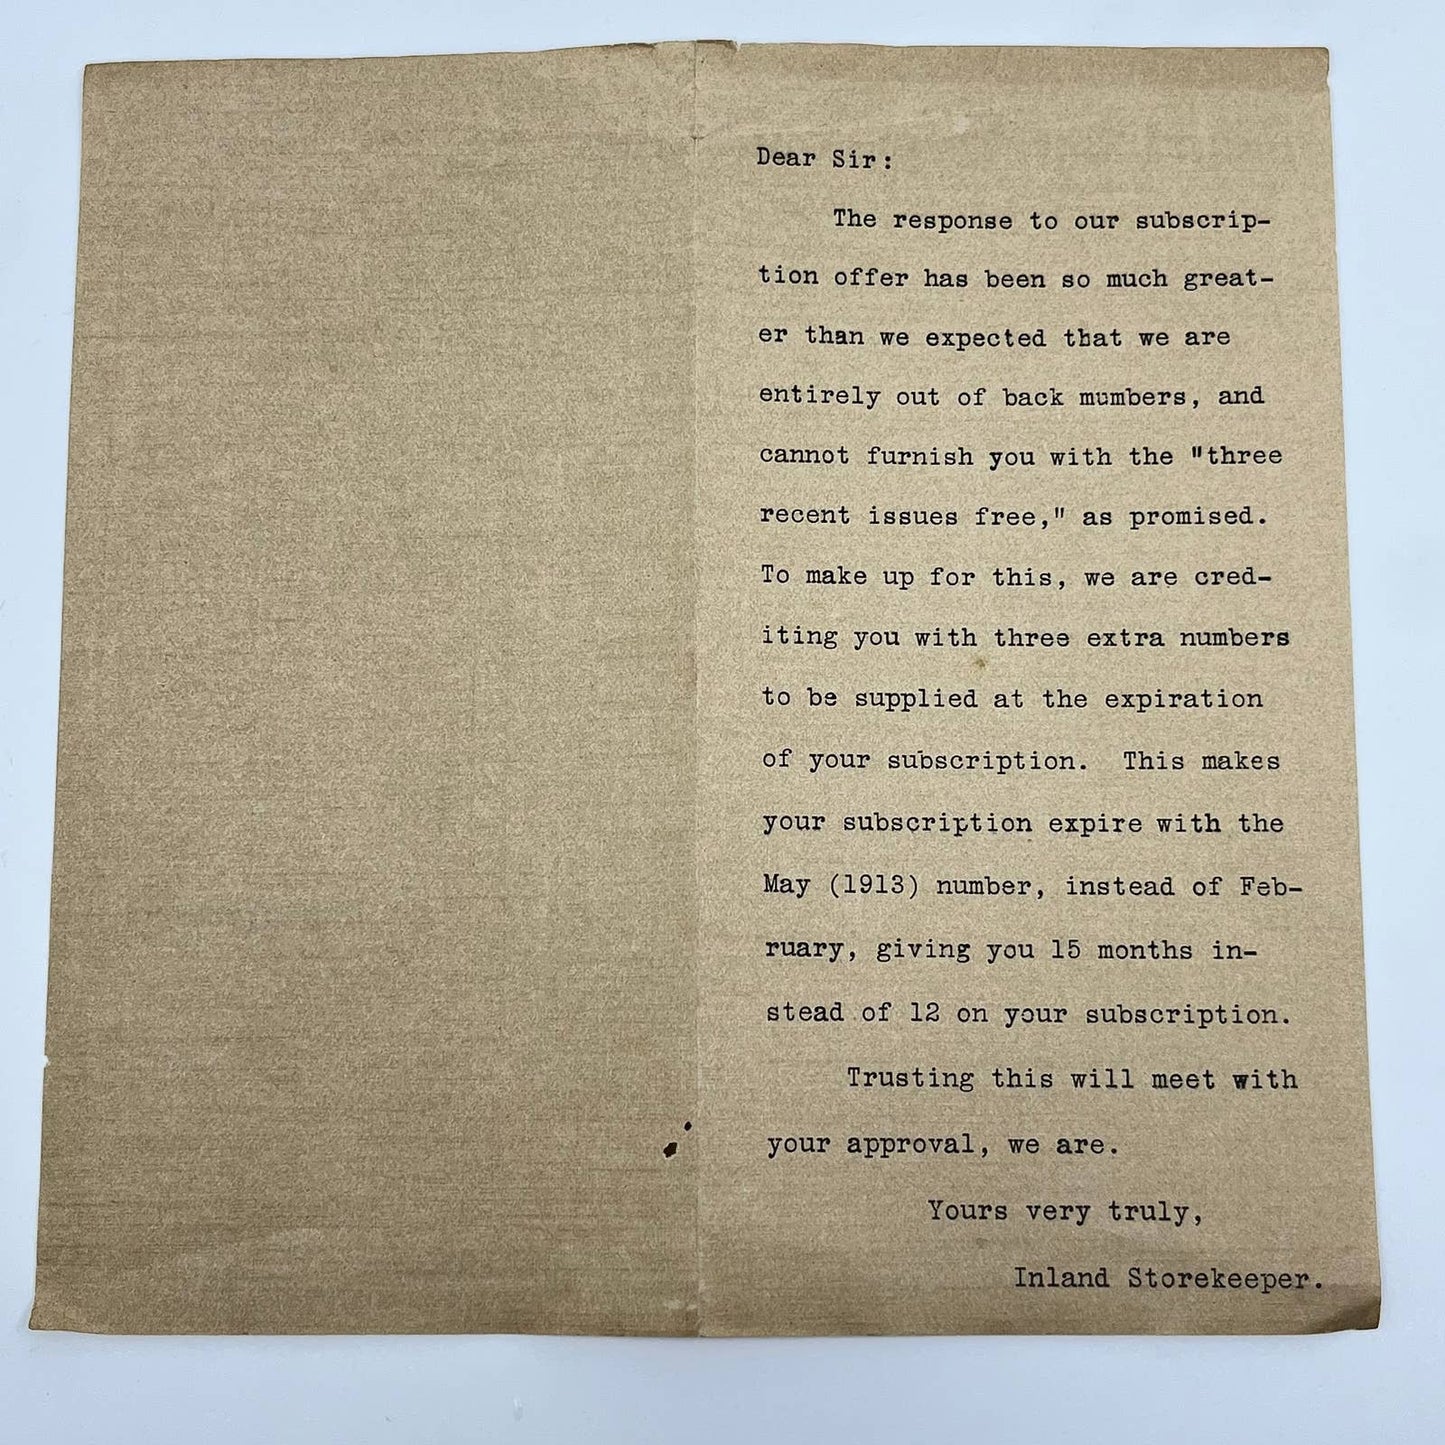 Dear Sir:
The response to our subscrip-
tion offer has been so much great-
er than we expected that we are
entirely out of back mumbers, and
cannot furnish you with the "three
recent issues free," as promised.
To make up for this, we are cred-
iting you with three extra numbers
to be supplied at the expiration
of your subscription.  This makes
your subscription expire with the
May (1913) number, instead of Feb-
ruary, giving you 15 months in-
stead of 12 on your subscription.
Trusting this will meet with
your approval, we are.
Yours very truly,
Inland Storekeeper.